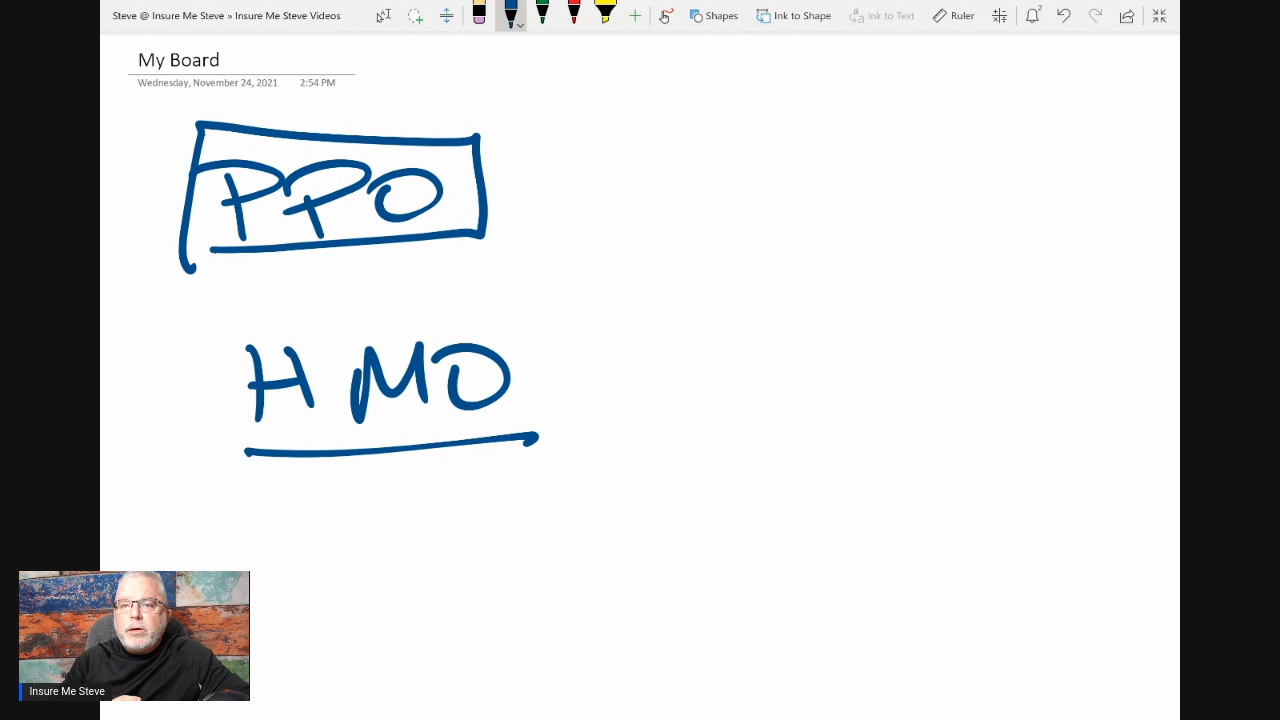 Steve @ Insure Me Steve » Insure Me Steve Videos Shapes Ink to Shape Ink to Text Ruler 2
My Board
Wednesday, November 24, 2021 2:54 PM
PPO
HMO
Insure Me Steve